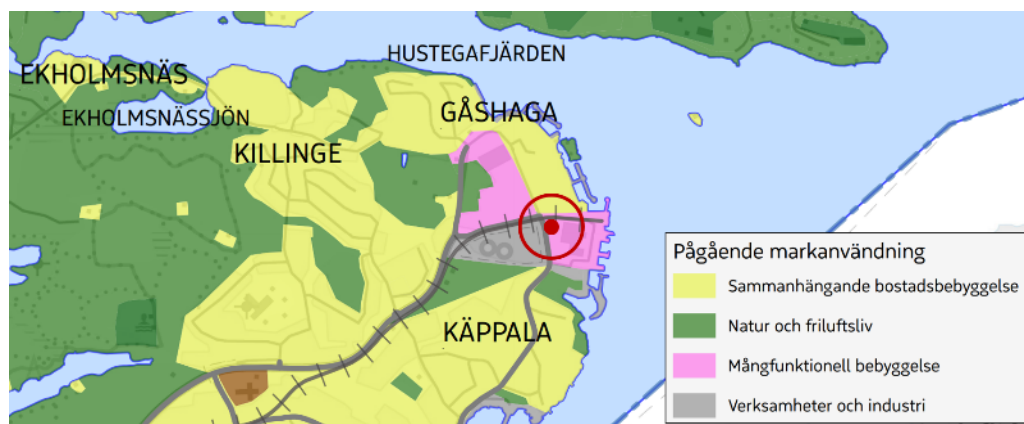 HUSTEGAFJÄRDEN
EKHOLMSNÄS
GÅSHAGA
EKHOLMSNÄSSJÖN
KILLINGE
KÄPPALA
Pågående markanvändning
Sammanhängande bostadsbebyggelse
Natur och friluftsliv
Mångfunktionell bebyggelse
Verksamheter och industri